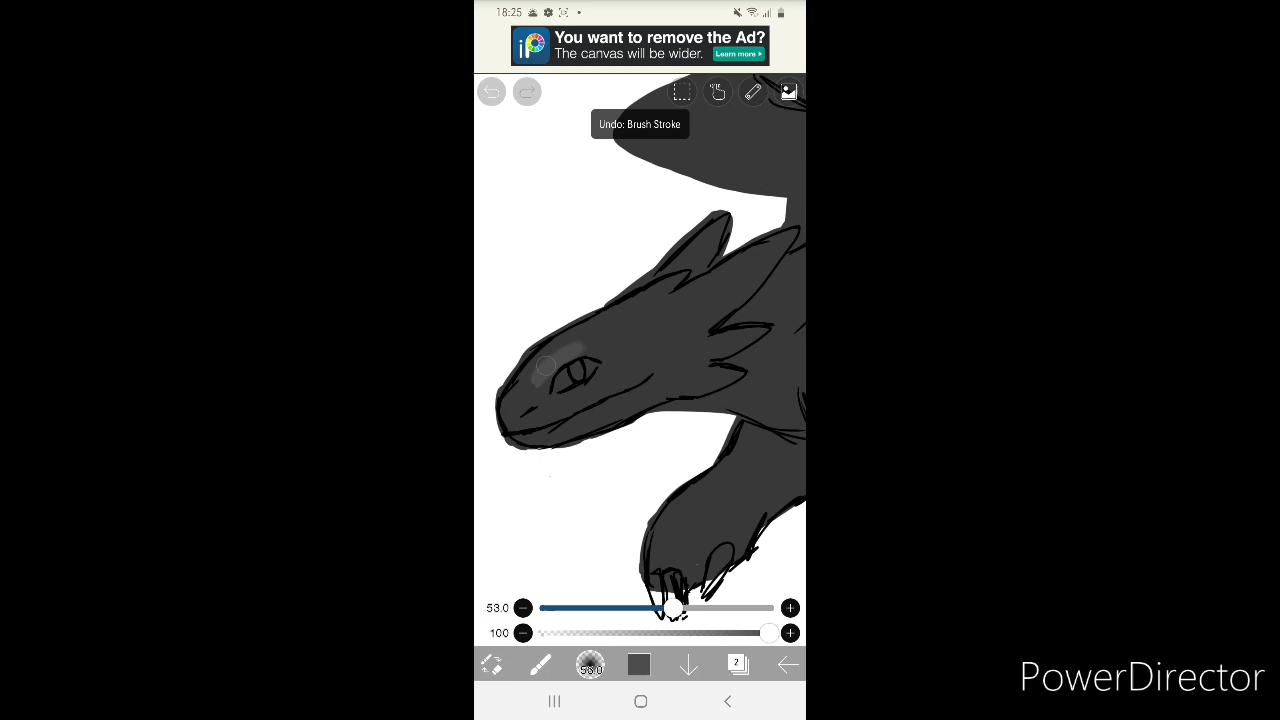 18:25
You want to remove the Ad?
iP
The canvas will be wider. Learn more
Undo: Brush Stroke
53.0
100
2
PowerDirector